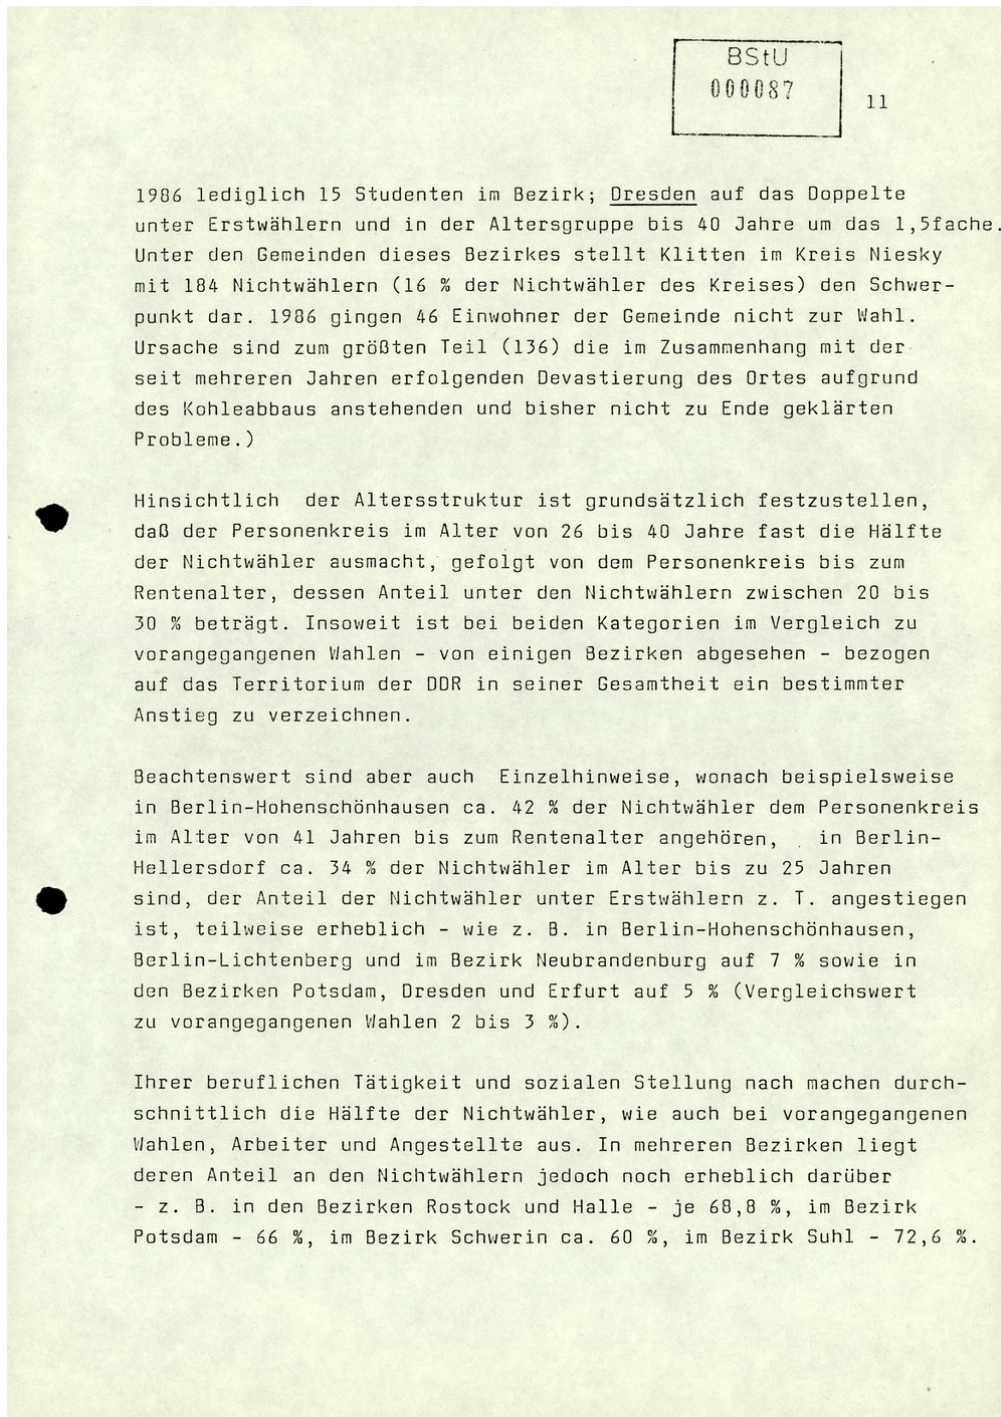 BStU
000087
11
1986 lediglich 15 Studenten im Bezirk; Dresden auf das Doppelte
unter Erstwählern und in der Altersgruppe bis 40 Jahre um das 1,5fache.
Unter den Gemeinden dieses Bezirkes stellt Klitten im Kreis Niesky
mit 184 Nichtwählern (16 % der Nichtwähler des Kreises) den Schwer-
punkt dar. 1986 gingen 46 Einwohner der Gemeinde nicht zur Wahl.
Ursache sind zum größten Teil (136) die im Zusammenhang mit der
seit mehreren Jahren erfolgenden Devastierung des Ortes aufgrund
des Kohleabbaus anstehenden und bisher nicht zu Ende geklärten
Probleme.)
Hinsichtlich der Altersstruktur ist grundsätzlich festzustellen,
daß der Personenkreis im Alter von 26 bis 40 Jahre fast die Hälfte
der Nichtwähler ausmacht, gefolgt von dem Personenkreis bis zum
Rentenalter, dessen Anteil unter den Nichtwählern zwischen 20 bis
30 % beträgt. Insoweit ist bei beiden Kategorien im Vergleich zu
vorangegangenen Wahlen - von einigen Bezirken abgesehen - bezogen
auf das Territorium der DDR in seiner Gesamtheit ein bestimmter
Anstieg zu verzeichnen.
Beachtenswert sind aber auch Einzelhinweise, wonach beispielsweise
in Berlin-Hohenschönhausen ca. 42 % der Nichtwähler dem Personenkreis
im Alter von 41 Jahren bis zum Rentenalter angehören, in Berlin-
Hellersdorf ca. 34 % der Nichtwähler im Alter bis zu 25 Jahren
sind, der Anteil der Nichtwähler unter Erstwählern z. T. angestiegen
ist, teilweise erheblich - wie z. B. in Berlin-Hohenschönhausen,
Berlin-Lichtenberg und im Bezirk Neubrandenburg auf 7 % sowie in
den Bezirken Potsdam, Dresden und Erfurt auf 5 % (Vergleichswert
zu vorangegangenen Wahlen 2 bis 3 %).
Ihrer beruflichen Tätigkeit und sozialen Stellung nach machen durch-
schnittlich die Hälfte der Nichtwähler, wie auch bei vorangegangenen
Wahlen, Arbeiter und Angestellte aus. In mehreren Bezirken liegt
deren Anteil an den Nichtwählern jedoch noch erheblich darüber
- z. B. in den Bezirken Rostock und Halle - je 68,8 %, im Bezirk
Potsdam - 66 %, im Bezirk Schwerin ca. 60 %, im Bezirk Suhl - 72,6 %.